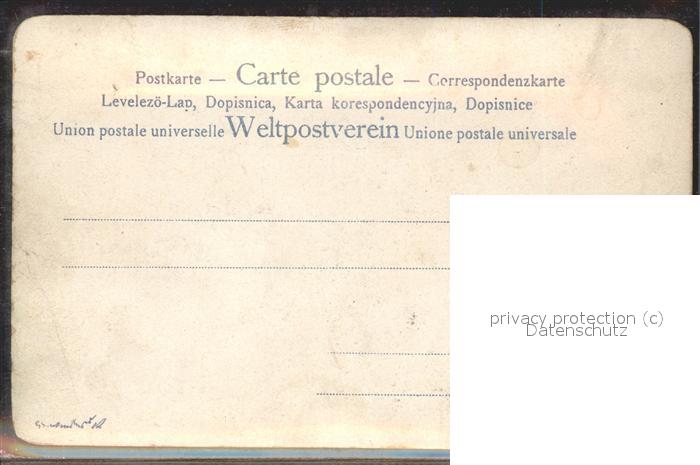 Postkarte — Carte postale — Correspondenzkarte
Levelező-Lap, Dopisnica, Karta korespondencyjna, Dopisnice
Union postale universelle Weltpostverein Unione postale universale
privacy protection (c)
Datenschutz